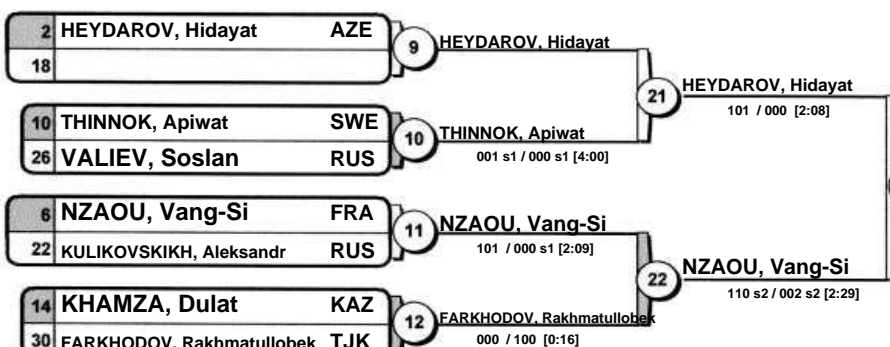 2 HEYDAROV, Hidayat AZE
18
9 HEYDAROV, Hidayat
10 THINNOK, Apiwat SWE
26 VALIEV, Soslan RUS
10 THINNOK, Apiwat
001 s1 / 000 s1 [4:00]
21 HEYDAROV, Hidayat
101 / 000 [2:08]
6 NZAOU, Vang-Si FRA
22 KULIKOVSKIKH, Aleksandr RUS
11 NZAOU, Vang-Si
101 / 000 s1 [2:09]
14 KHAMZA, Dulat KAZ
30 FARKHODOV, Rakhmatullobek TJK
12 FARKHODOV, Rakhmatullobek
000 / 100 [0:16]
22 NZAOU, Vang-Si
110 s2 / 002 s2 [2:29]